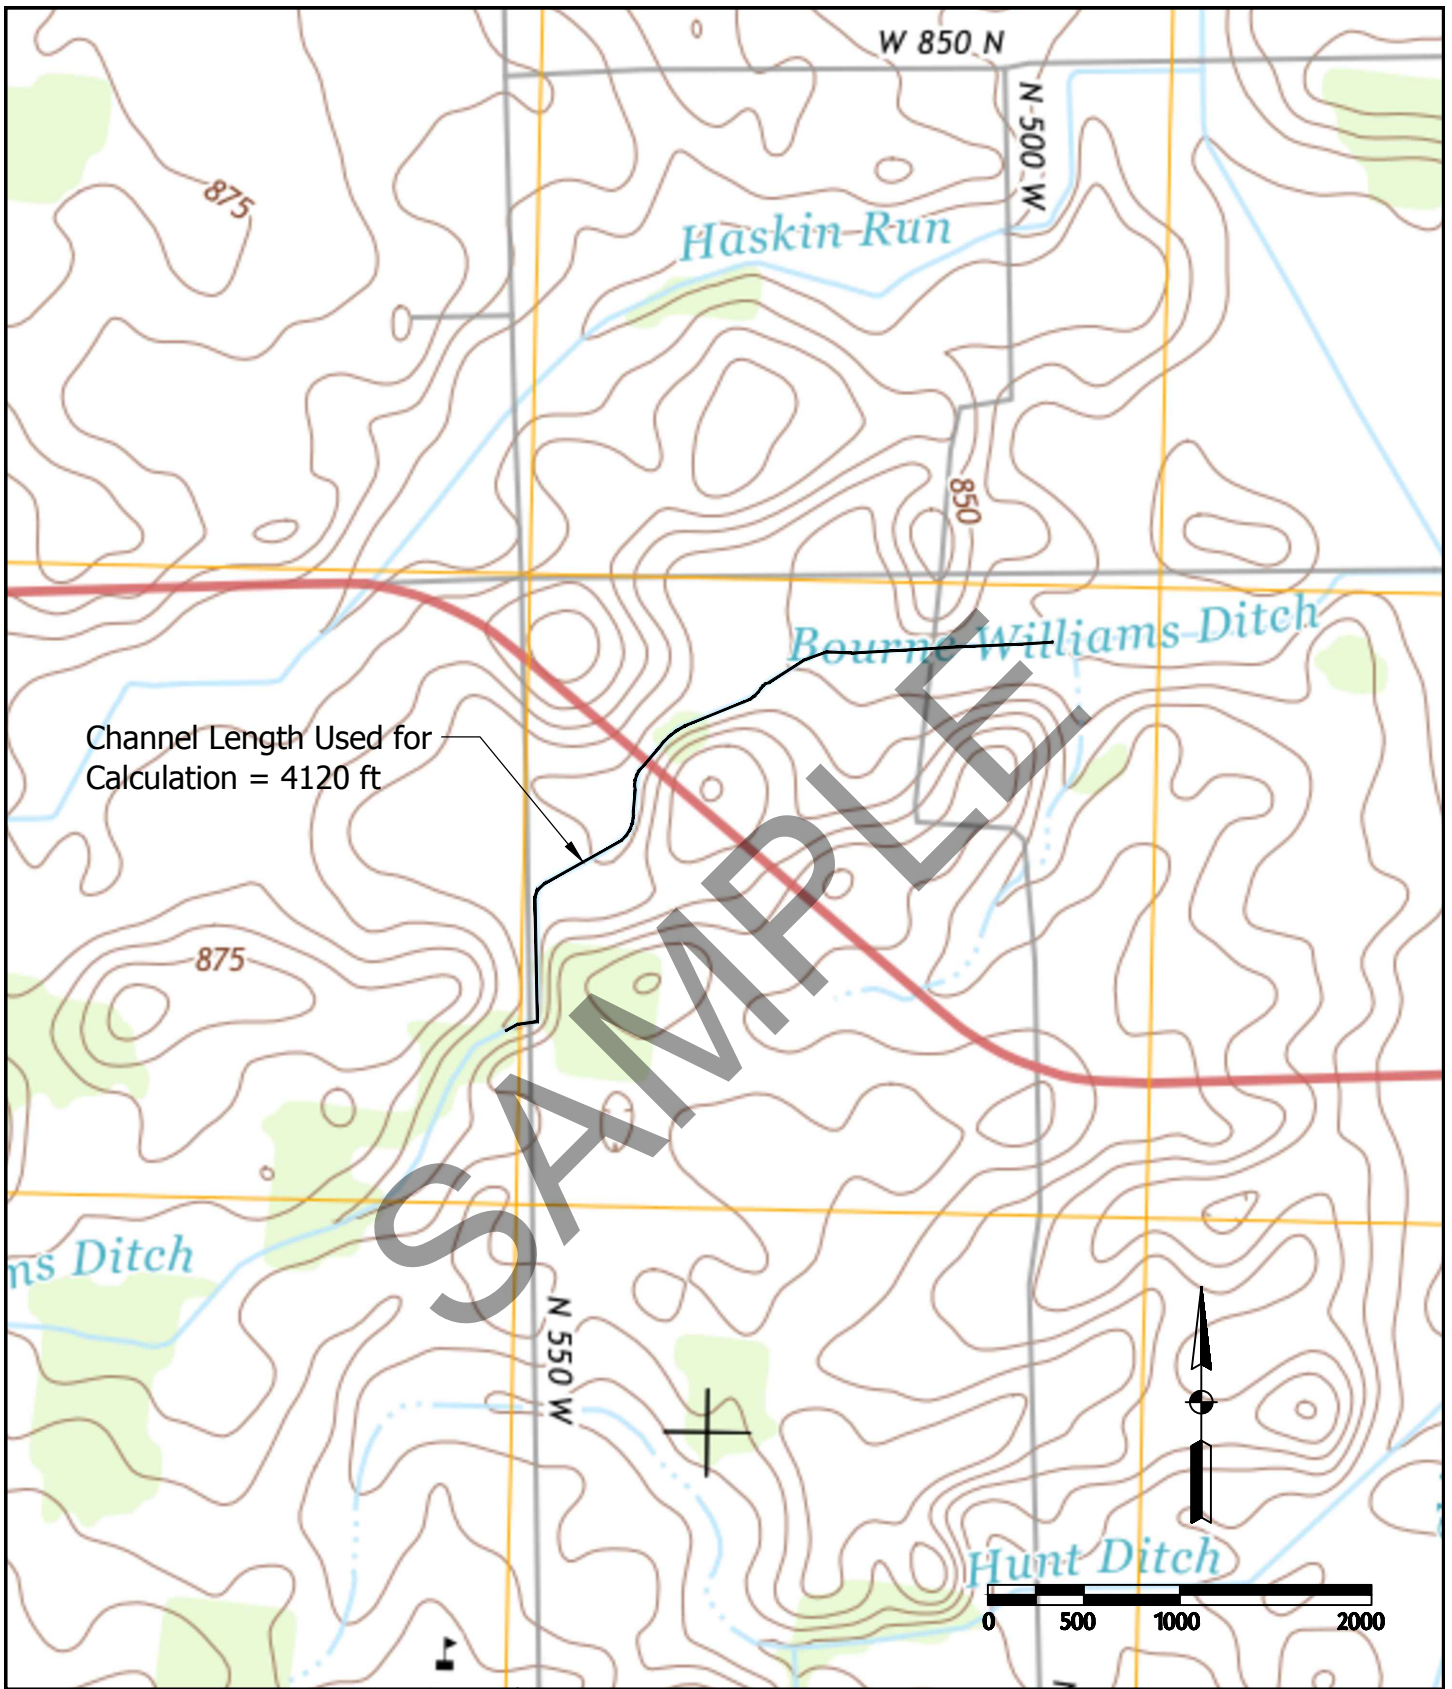 W 850 N
N 500 W
875
Haskin Run
850
Bourne Williams Ditch
Channel Length Used for
Calculation = 4120 ft
875
SAMPLE
ms Ditch
N 550 W
Hunt Ditch
0 500 1000 2000